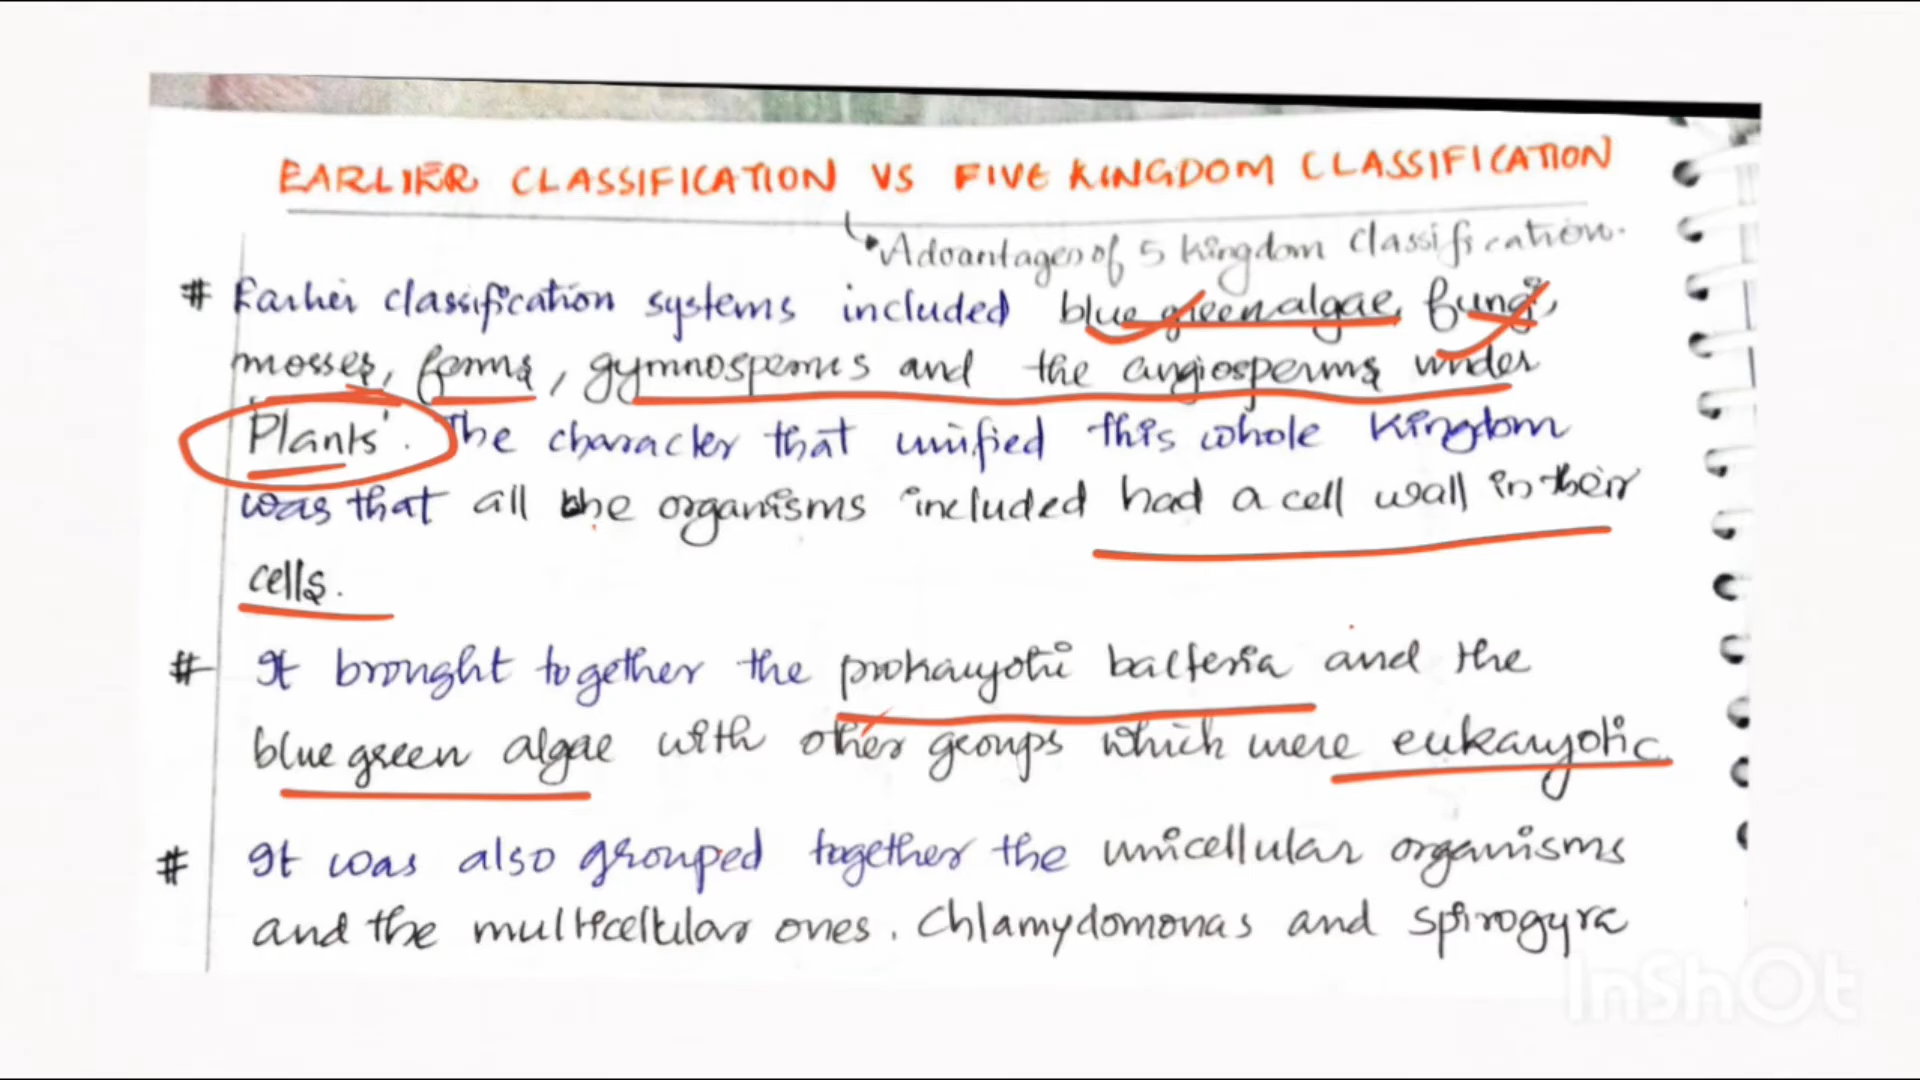 EARLIER CLASSIFICATION VS FIVE KINGDOM CLASSIFICATION
Advantages of 5 kingdom classification.
# Earlier classification systems included blue green algae, fungi,
mosses, ferns, gymnosperms and the angiosperms under
Plants'. The character that unified this whole kingdom
was that all the organisms included had a cell wall in their
cells.
# It brought together the prokaryotic bacteria and the
blue green algae with other groups which were eukaryotic.
# It was also grouped together the unicellular organisms
and the multicellular ones. Chlamydomonas and spirogyra
InShot